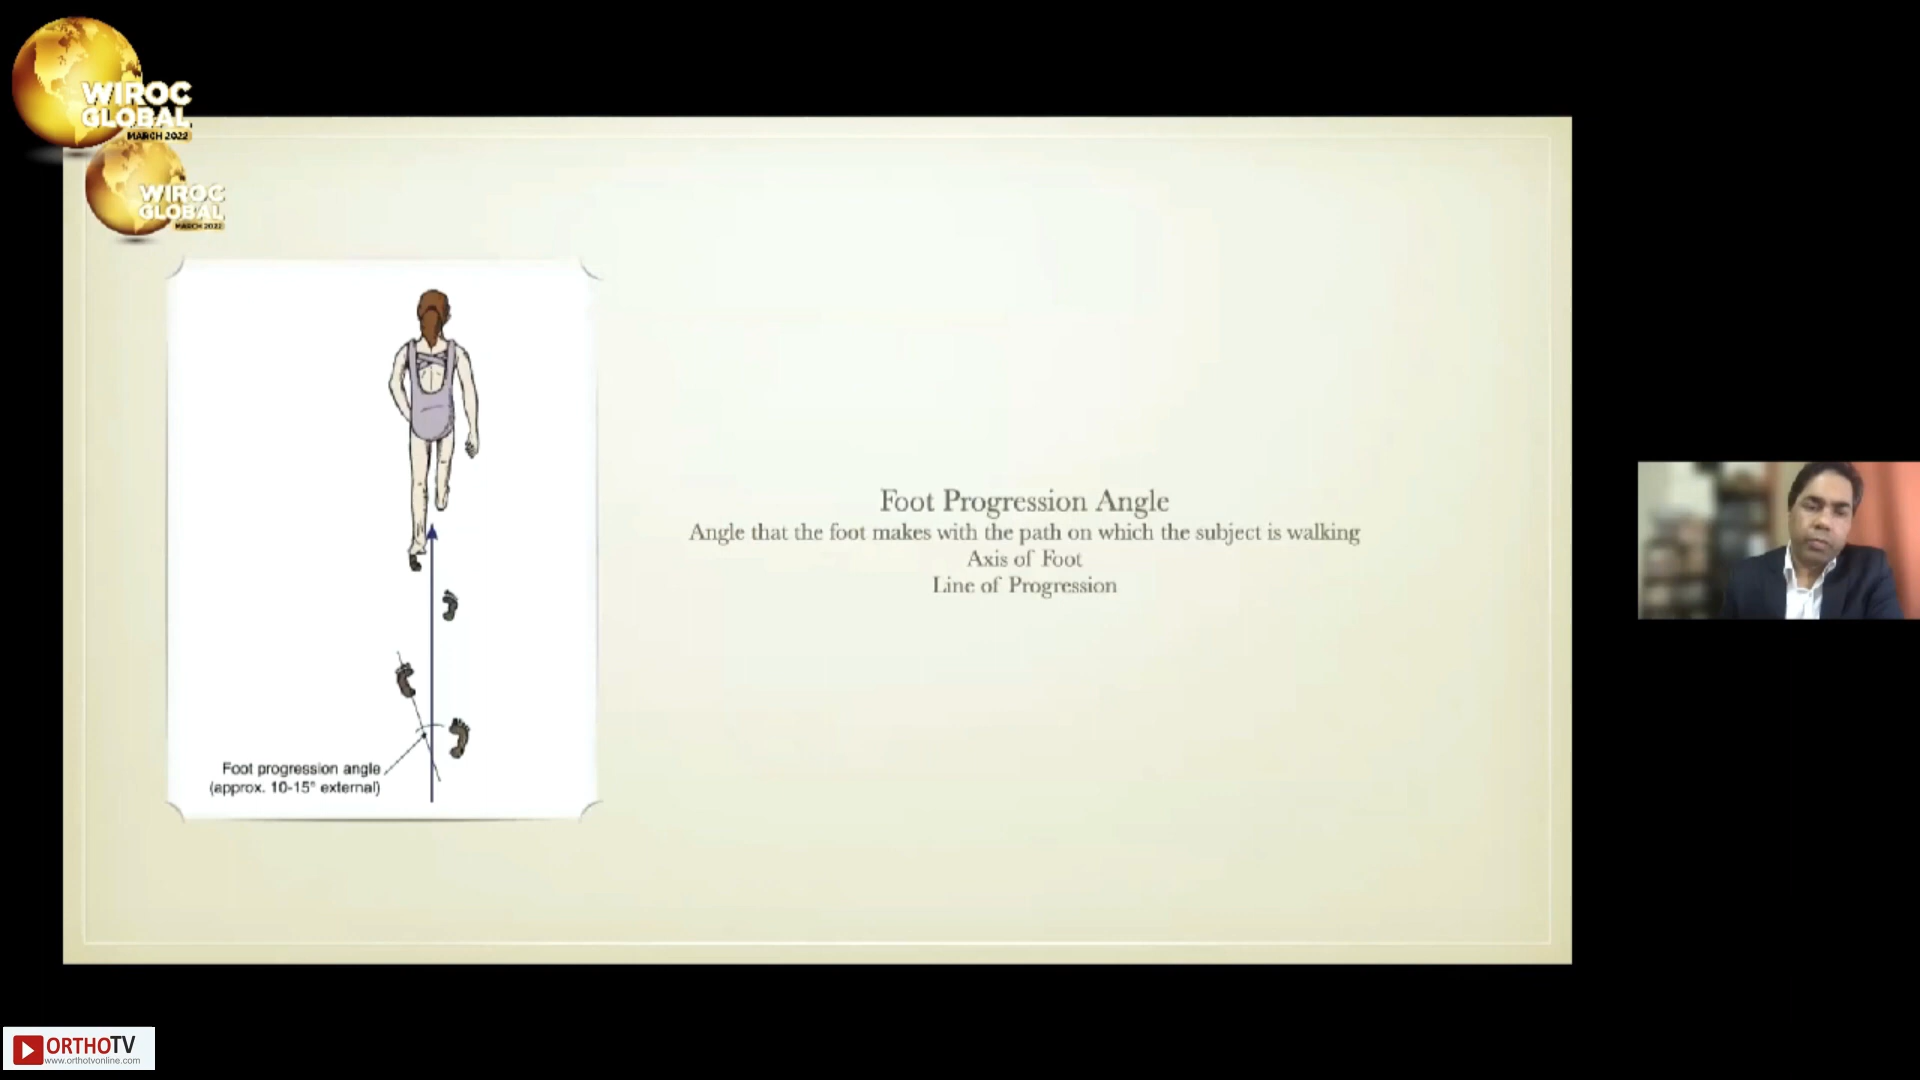 WIROC
GLOBAL
MARCH 2022
WIROC
GLOBAL
MARCH 2022
Foot Progression Angle
Angle that the foot makes with the path on which the subject is walking
Axis of Foot
Line of Progression
Foot progression angle
(approx. 10-15° external)
ORTHOTV
www.orthotvonline.com